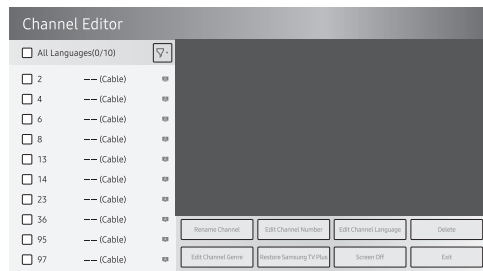 Channel Editor
All Languages(0/10)
2 −− (Cable)
4 −− (Cable)
6 −− (Cable)
8 −− (Cable)
13 −− (Cable)
14 −− (Cable)
23 −− (Cable)
36 −− (Cable)
95 −− (Cable)
97 −− (Cable)
Rename Channel Edit Channel Number Edit Channel Language Delete
Edit Channel Genre Restore Samsung TV Plus Screen Off Exit